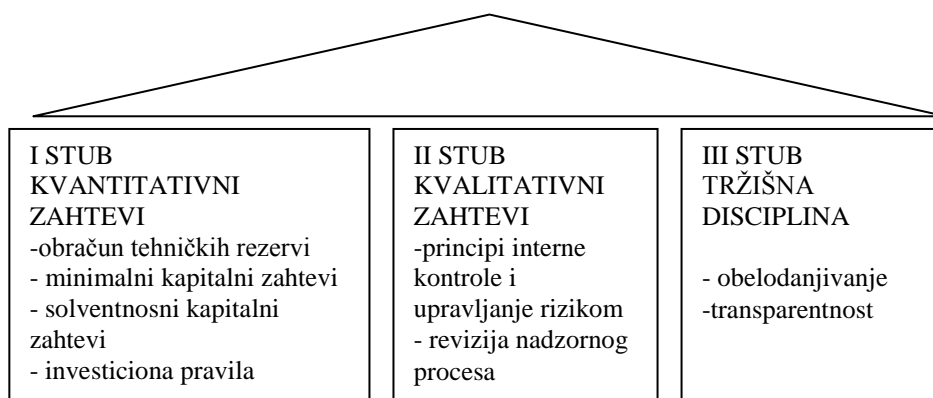 I STUB
KVANTITATIVNI
ZAHTEVI
-obračun tehničkih rezervi
- minimalni kapitalni zahtevi
- solventnosni kapitalni
zahtevi
- investiciona pravila
II STUB
KVALITATIVNI
ZAHTEVI
-principi interne
kontrole i
upravljanje rizikom
- revizija nadzornog
procesa
III STUB
TRŽIŠNA
DISCIPLINA
- obelodanjivanje
-transparentnost